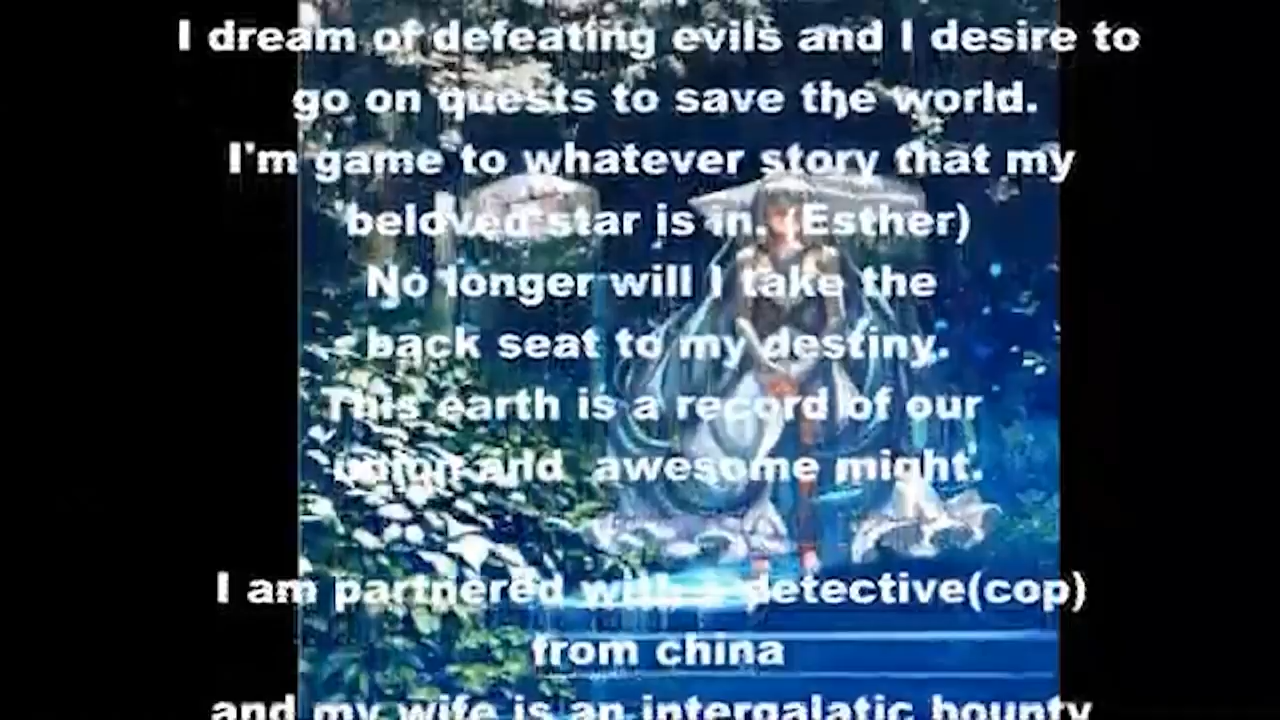 I dream of defeating evils and I desire to
go on quests to save the world.
I'm game to whatever story that my
beloved star is in. (Esther)
No longer will I take the
back seat to my destiny.
This earth is a record of our
union and awesome might.
I am partnered with a detective(cop)
from china
and my wife is an intergalatic bounty